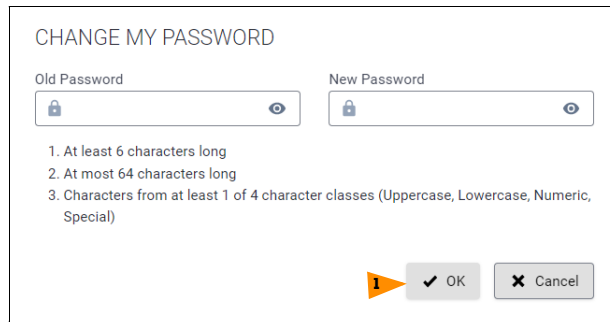 CHANGE MY PASSWORD
Old Password
New Password
1. At least 6 characters long
2. At most 64 characters long
3. Characters from at least 1 of 4 character classes (Uppercase, Lowercase, Numeric,
Special)
1
OK
Cancel